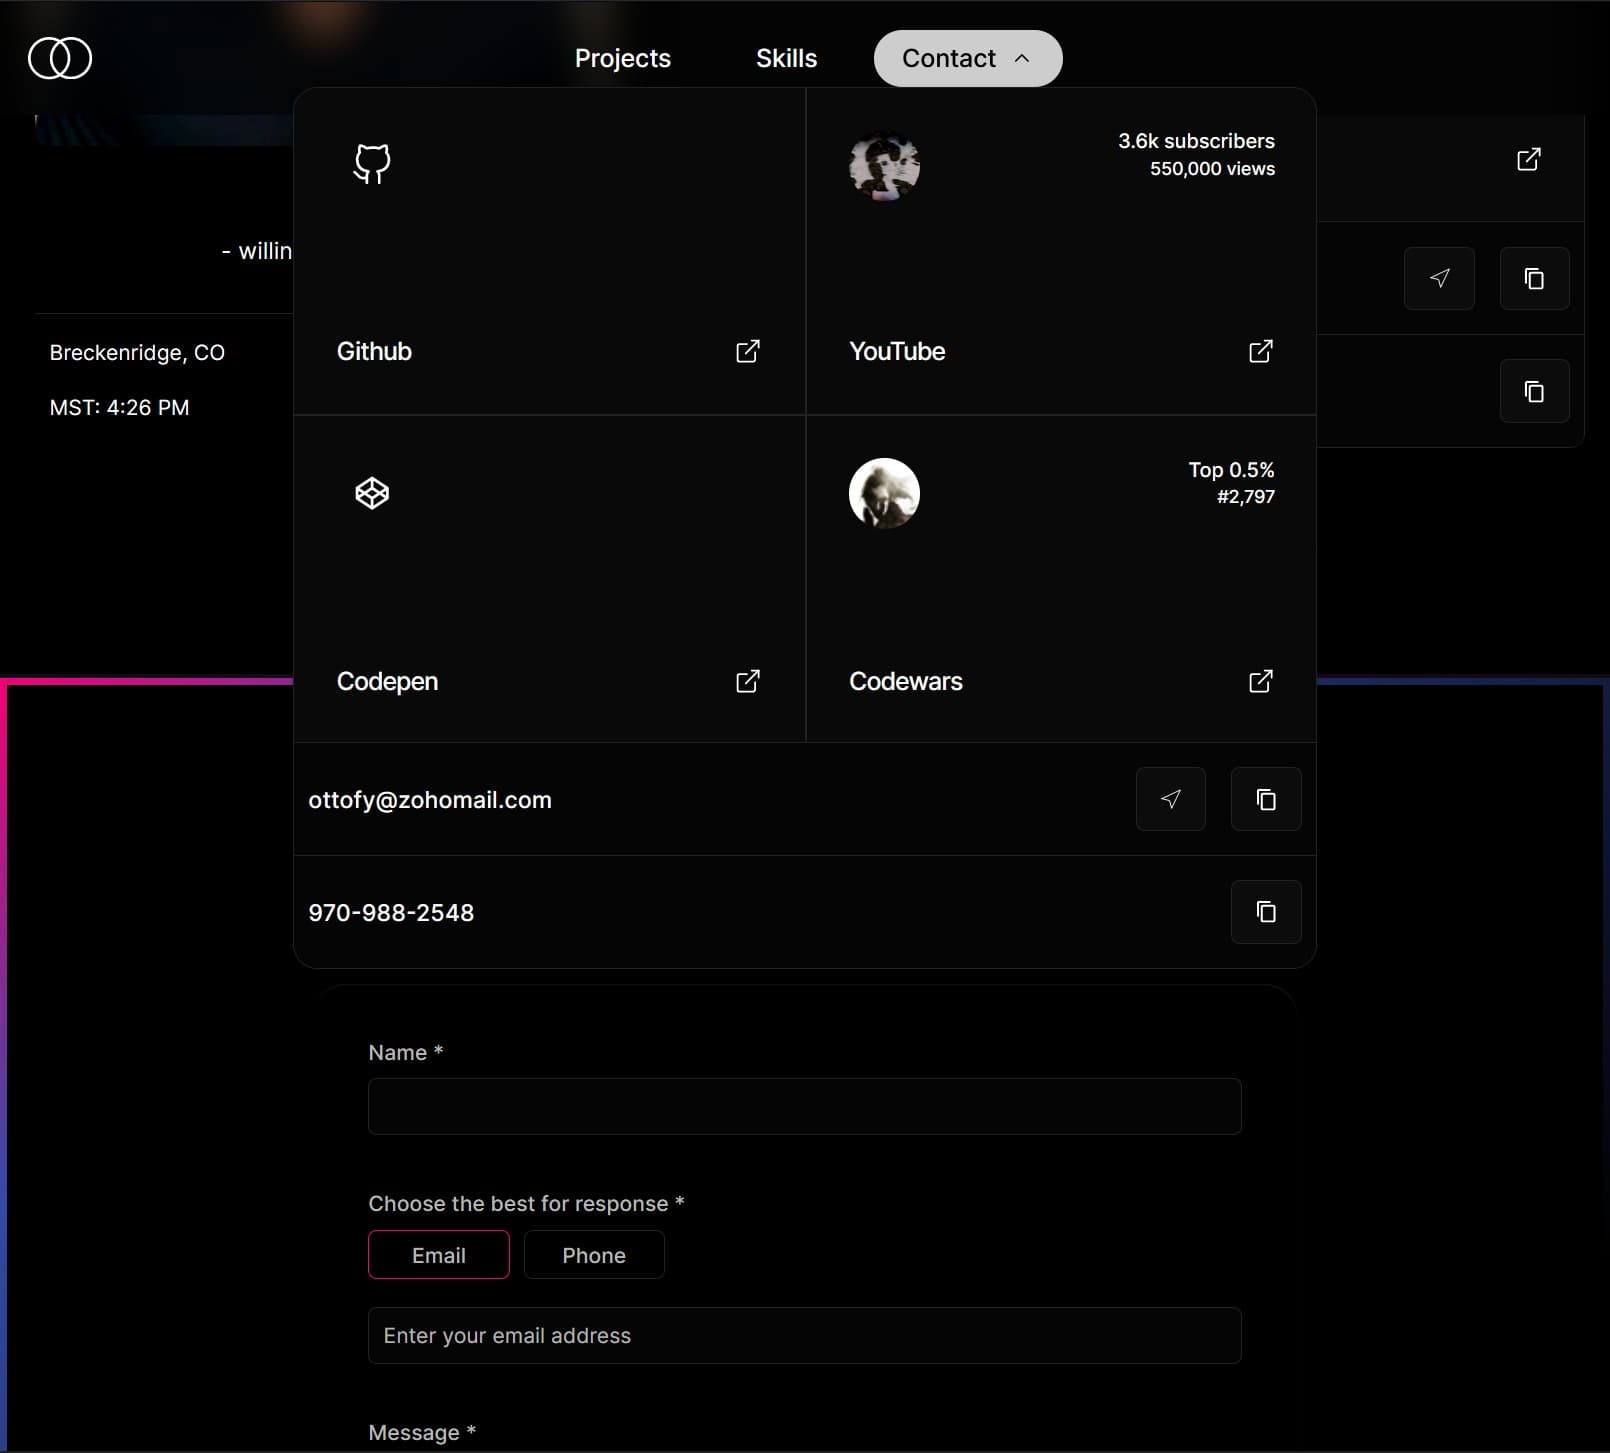 Projects
Skills
Contact
3.6k subscribers
550,000 views
- willin
Github
YouTube
Breckenridge, CO
MST: 4:26 PM
Top 0.5%
#2,797
Codepen
Codewars
ottofy@zohomail.com
970-988-2548
Name *
Choose the best for response *
Email
Phone
Enter your email address
Message *